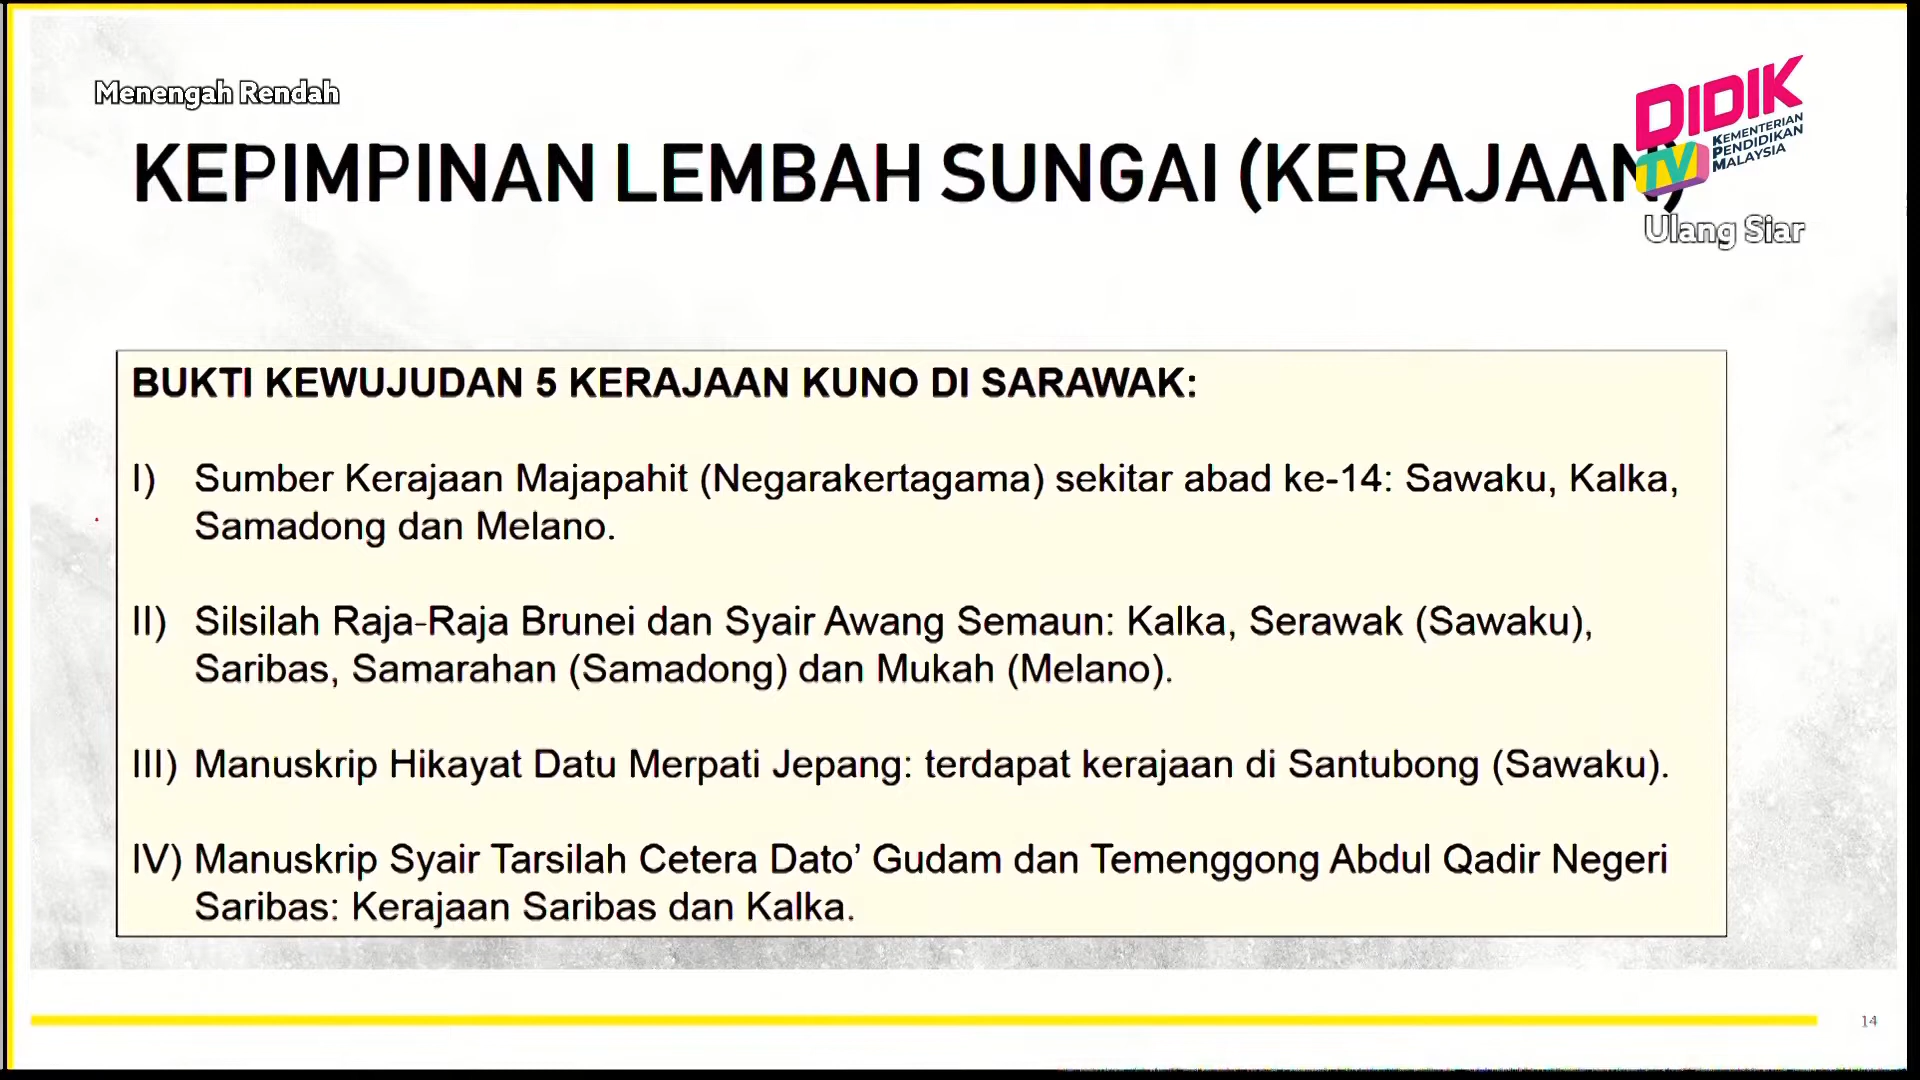 Menengah Rendah
DIDIK
TV
KEMENTERIAN
PENDIDIKAN
MALAYSIA
Ulang Siar
KEPIMPINAN LEMBAH SUNGAI (KERAJAAN)
BUKTI KEWUJUDAN 5 KERAJAAN KUNO DI SARAWAK:
I) Sumber Kerajaan Majapahit (Negarakertagama) sekitar abad ke-14: Sawaku, Kalka,
Samadong dan Melano.
II) Silsilah Raja-Raja Brunei dan Syair Awang Semaun: Kalka, Serawak (Sawaku),
Saribas, Samarahan (Samadong) dan Mukah (Melano).
III) Manuskrip Hikayat Datu Merpati Jepang: terdapat kerajaan di Santubong (Sawaku).
IV) Manuskrip Syair Tarsilah Cetera Dato’ Gudam dan Temenggong Abdul Qadir Negeri
Saribas: Kerajaan Saribas dan Kalka.
14